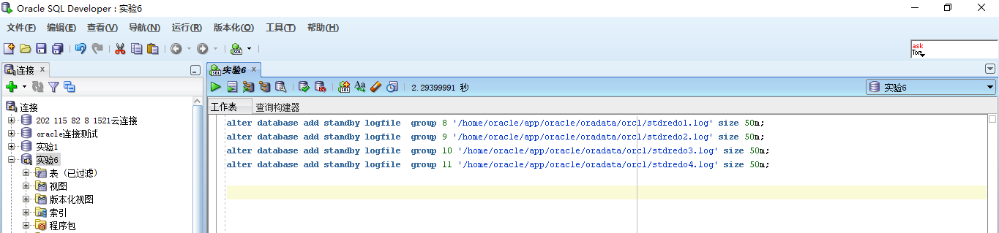 Oracle SQL Developer : 实验6
文件(F) 编辑(E) 查看(V) 导航(N) 运行(R) 版本化(O) 工具(T) 帮助(H)
SQL
ask
Tom
连接 x
SQL 实验6 x
2.29399991 秒
实验6
工作表 查询构建器
连接
202 115 82 8 1521云连接
oracle连接测试
实验1
实验6
表 (已过滤)
视图
版本化视图
索引
程序包
alter database add standby logfile  group 8 '/home/oracle/app/oracle/oradata/orcl/stdredo1.log' size 50m;
alter database add standby logfile  group 9 '/home/oracle/app/oracle/oradata/orcl/stdredo2.log' size 50m;
alter database add standby logfile  group 10 '/home/oracle/app/oracle/oradata/orcl/stdredo3.log' size 50m;
alter database add standby logfile  group 11 '/home/oracle/app/oracle/oradata/orcl/stdredo4.log' size 50m;